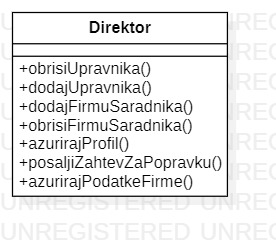 Direktor
+obrisiUpravnika()
+dodajUpravnika()
+dodajFirmuSaradnika()
+obrisiFirmuSaradnika()
+azurirajProfil()
+posaljiZahtevZaPopravku()
+azurirajPodatkeFirme()
UNREGISTERED UNREGISTERED